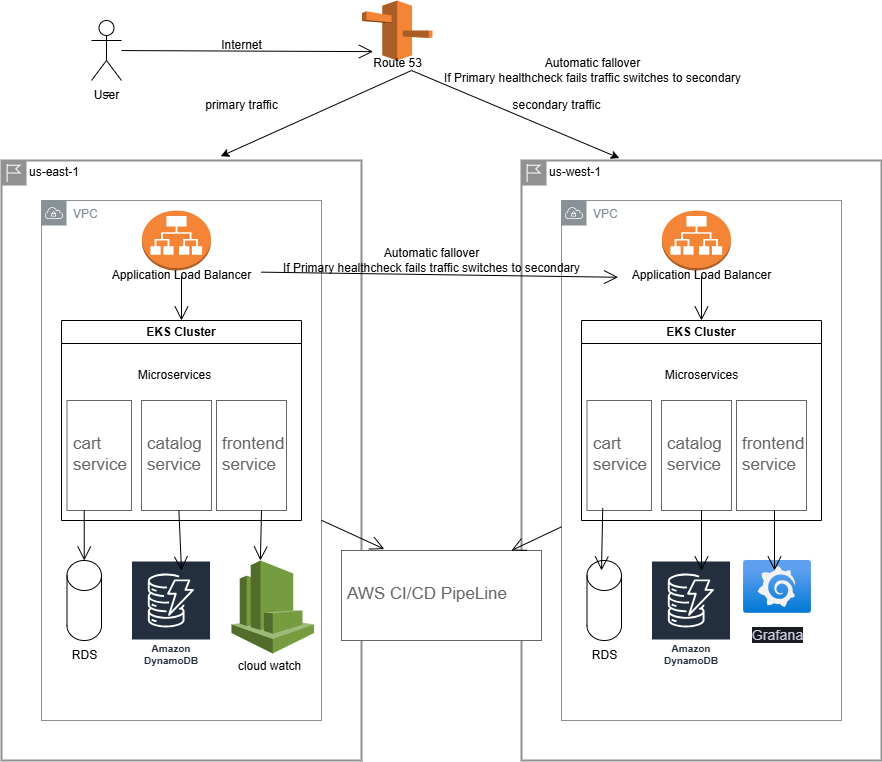 Internet
Route 53
User
Automatic fallover
If Primary healthcheck fails traffic switches to secondary
primary traffic
secondary traffic
us-east-1
us-west-1
VPC
VPC
Application Load Balancer
Automatic fallover
If Primary healthcheck fails traffic switches to secondary
Application Load Balancer
EKS Cluster
Microservices
cart
service
catalog
service
frontend
service
EKS Cluster
Microservices
cart
service
catalog
service
frontend
service
AWS CI/CD PipeLine
RDS
Amazon
DynamoDB
cloud watch
RDS
Amazon
DynamoDB
Grafana